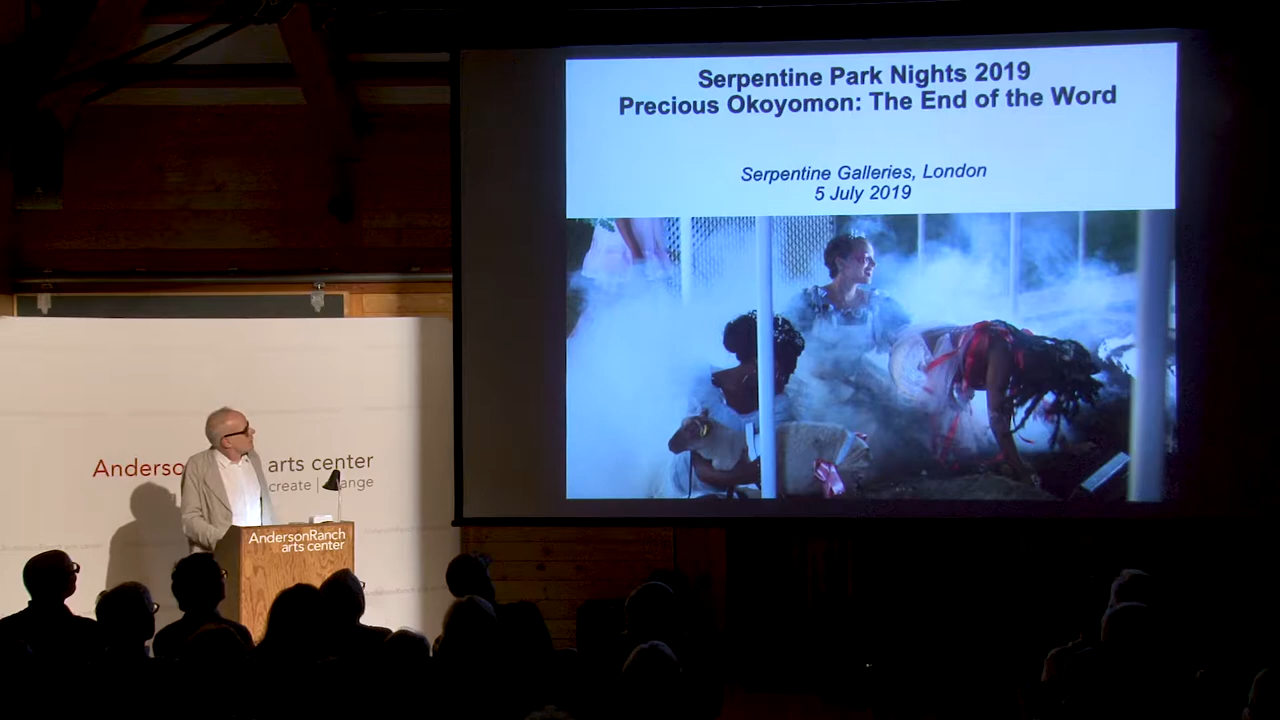 Serpentine Park Nights 2019
Precious Okoyomon: The End of the Word
Serpentine Galleries, London
5 July 2019
Anderso arts center
create | ange
AndersonRanch
arts center